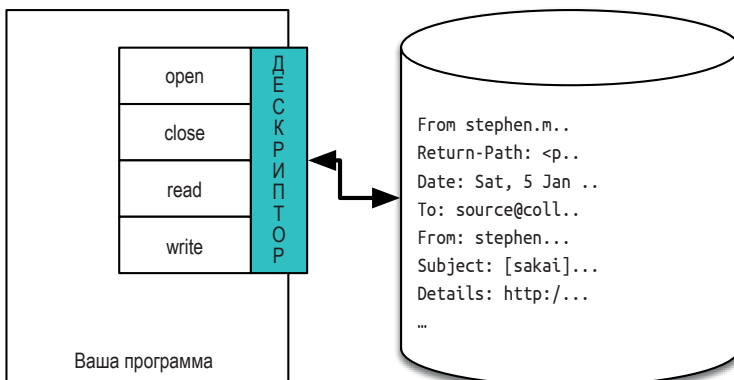 open
close
read
write
ДЕСКРИПТОР
Ваша программа
From stephen.m..
Return-Path: <p..
Date: Sat, 5 Jan ..
To: source@coll..
From: stephen...
Subject: [sakai]...
Details: http:/...
…